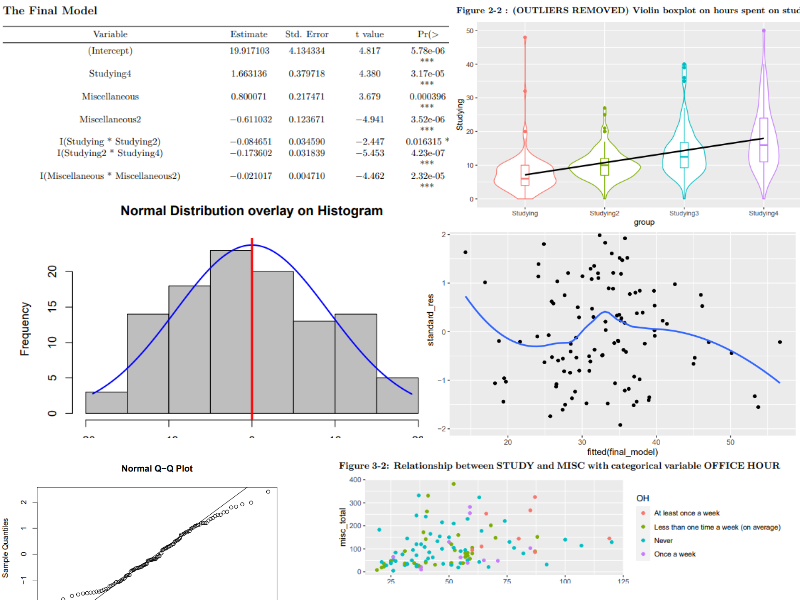 The Final Model
Variable Estimate Std. Error t value Pr(>
(Intercept) 19.917103 4.134334 4.817 5.78e-06
***
Studying4 1.663136 0.379718 4.380 3.17e-05
***
Miscellaneous 0.800071 0.217471 3.679 0.000396
***
Miscellaneous2 −0.611032 0.123671 −4.941 3.52e-06
***
I(Studying * Studying2) −0.084651 0.034590 −2.447 0.016315 *
I(Studying2 * Studying4) −0.173602 0.031839 −5.453 4.23e-07
***
I(Miscellaneous * Miscellaneous2) −0.021017 0.004710 −4.462 2.32e-05
***
Figure 2-2 : (OUTLIERS REMOVED) Violin boxplot on hours spent on stud
Studying
50
40
30
20
10
0
Studying Studying2 Studying3 Studying4
group
Normal Distribution overlay on Histogram
Frequency
20
15
10
5
0
standard_res
2
1
0
−1
−2
20 30 40 50
fitted(final_model)
Normal Q−Q Plot
Sample Quantiles
2
1
0
−1
Figure 3-2: Relationship between STUDY and MISC with categorical variable OFFICE HOUR
misc_total
400
300
200
100
0
25 50 75 100 125
OH
At least once a week
Less than one time a week (on average)
Never
Once a week